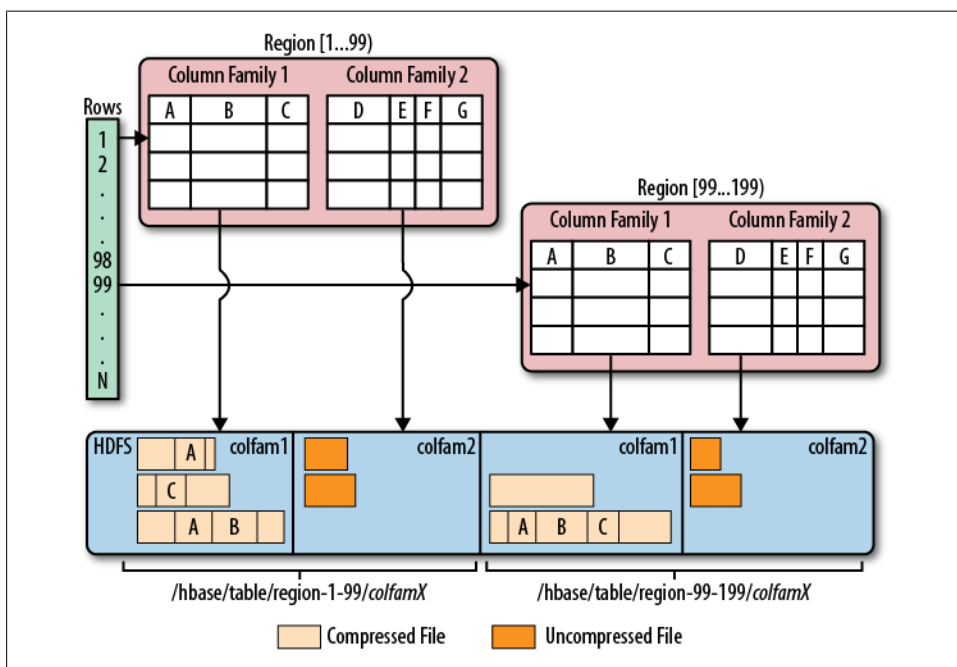 Region [1...99)
Column Family 1
Column Family 2
A B C
D E F G
Rows
1
2
.
.
.
98
99
.
.
.
N
Region [99...199)
Column Family 1
Column Family 2
A B C
D E F G
HDFS
colfam1
A
C
A B
colfam2
colfam1
A B C
colfam2
/hbase/table/region-1-99/colfamX
/hbase/table/region-99-199/colfamX
Compressed File
Uncompressed File